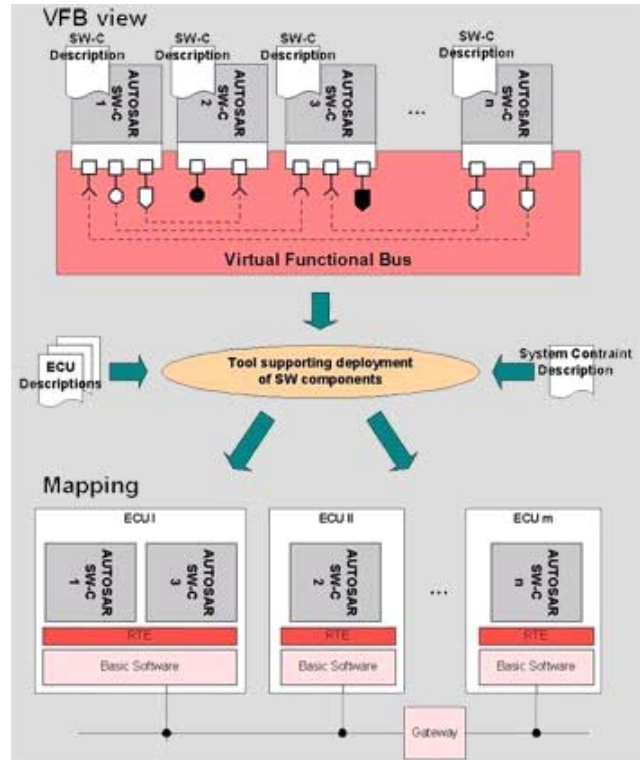 VFB view
SW-C
Description
SW-C
Description
SW-C
Description
SW-C
Description
AUTOSAR
SW-C
1
AUTOSAR
SW-C
2
AUTOSAR
SW-C
3
...
AUTOSAR
SW-C
n
Virtual Functional Bus
ECU
Descriptions
Tool supporting deployment
of SW components
System Contraint
Description
Mapping
ECU I
ECU II
ECU m
AUTOSAR
SW-C
1
AUTOSAR
SW-C
3
AUTOSAR
SW-C
2
...
AUTOSAR
SW-C
n
RTE
RTE
RTE
Basic Software
Basic Software
Basic Software
Gateway